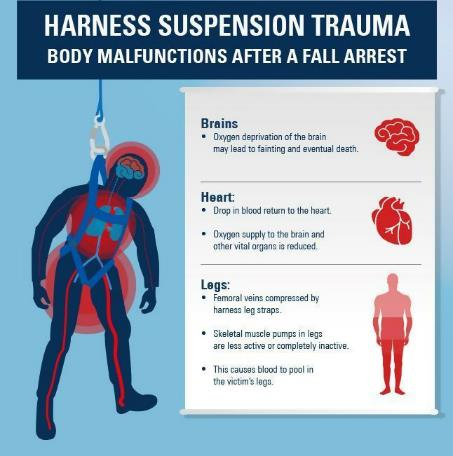 HARNESS SUSPENSION TRAUMA
BODY MALFUNCTIONS AFTER A FALL ARREST
Brains
• Oxygen deprivation of the brain
may lead to fainting and eventual death.
Heart:
• Drop in blood return to the heart.
• Oxygen supply to the brain and
other vital organs is reduced.
Legs:
• Femoral veins compressed by
harness leg straps.
• Skeletal muscle pumps in legs
are less active or completely inactive.
• This causes blood to pool in
the victim's legs.